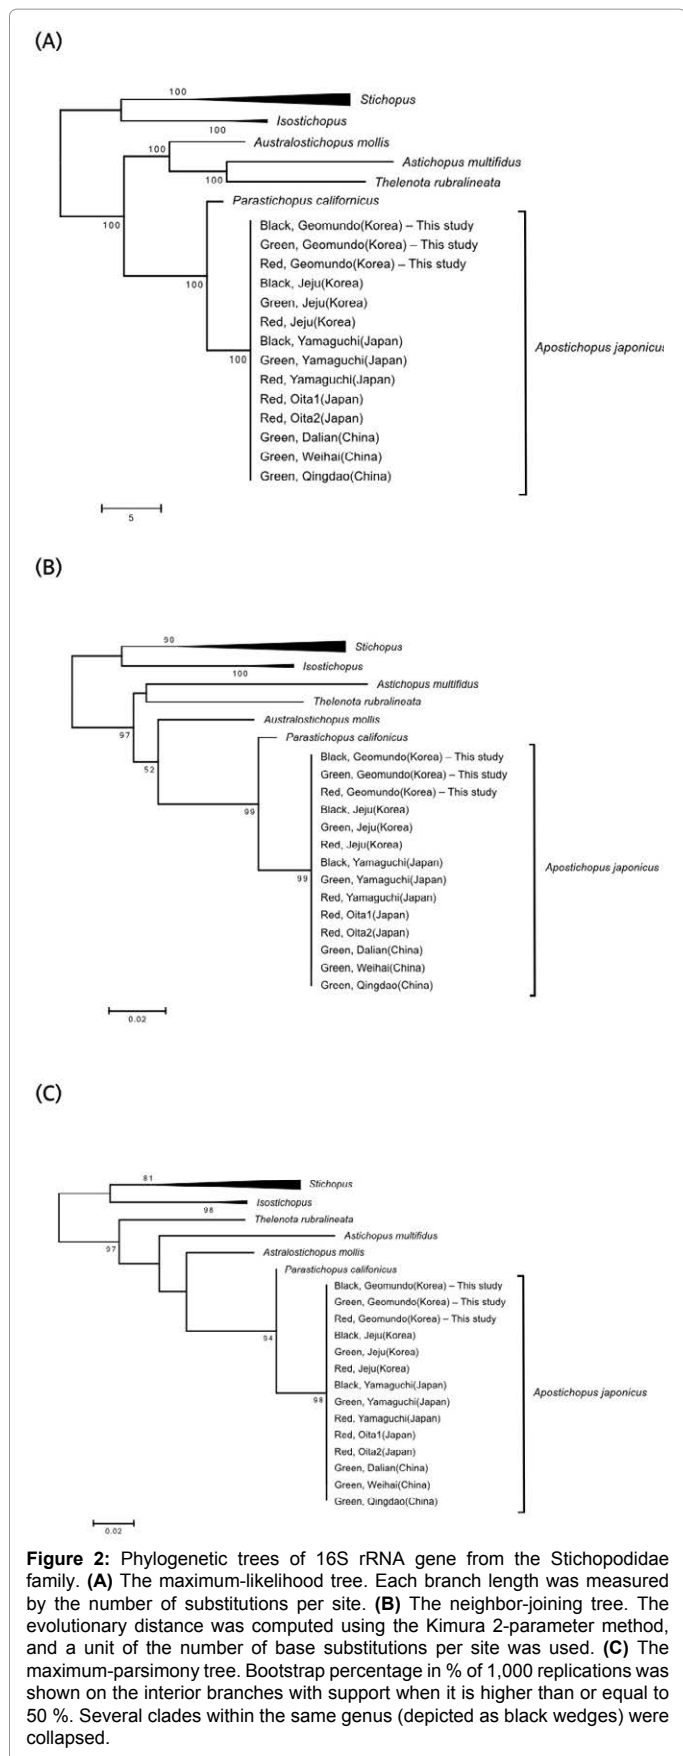 (A)
100
Stichopus
Isostichopus
100
Australostichopus mollis
100
Astichopus multifidus
100
Thelenota rubralineata
Parastichopus californicus
100
Black, Geomundo(Korea) – This study
Green, Geomundo(Korea) – This study
Red, Geomundo(Korea) – This study
100
Black, Jeju(Korea)
Green, Jeju(Korea)
Red, Jeju(Korea)
Black, Yamaguchi(Japan)
Apostichopus japonicus
100
Green, Yamaguchi(Japan)
Red, Yamaguchi(Japan)
Red, Oita1(Japan)
Red, Oita2(Japan)
Green, Dalian(China)
Green, Weihai(China)
Green, Qingdao(China)
5
(B)
90
Stichopus
Isostichopus
100
Astichopus multifidus
Thelenota rubralineata
Australostichopus mollis
97
Parastichopus califonicus
Black, Geomundo(Korea) – This study
52
Green, Geomundo(Korea) – This study
Red, Geomundo(Korea) – This study
99
Black, Jeju(Korea)
Green, Jeju(Korea)
Red, Jeju(Korea)
Black, Yamaguchi(Japan)
Apostichopus japonicus
99
Green, Yamaguchi(Japan)
Red, Yamaguchi(Japan)
Red, Oita1(Japan)
Red, Oita2(Japan)
Green, Dalian(China)
Green, Weihai(China)
Green, Qingdao(China)
0.02
(C)
81
Stichopus
Isostichopus
98
Thelenota rubralineata
Astichopus multifidus
97
Astralostichopus mollis
Parastichopus califonicus
Black, Geomundo(Korea) – This study
Green, Geomundo(Korea) – This study
Red, Geomundo(Korea) – This study
94
Black, Jeju(Korea)
Green, Jeju(Korea)
Red, Jeju(Korea)
Black, Yamaguchi(Japan)
Apostichopus japonicus
98
Green, Yamaguchi(Japan)
Red, Yamaguchi(Japan)
Red, Oita1(Japan)
Red, Oita2(Japan)
Green, Dalian(China)
Green, Weihai(China)
Green, Qingdao(China)
0.02
Figure 2: Phylogenetic trees of 16S rRNA gene from the Stichopodidae
family. (A) The maximum-likelihood tree. Each branch length was measured
by the number of substitutions per site. (B) The neighbor-joining tree. The
evolutionary distance was computed using the Kimura 2-parameter method,
and a unit of the number of base substitutions per site was used. (C) The
maximum-parsimony tree. Bootstrap percentage in % of 1,000 replications was
shown on the interior branches with support when it is higher than or equal to
50 %. Several clades within the same genus (depicted as black wedges) were
collapsed.